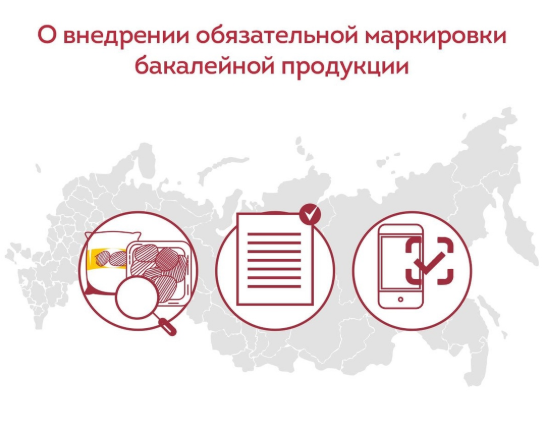 О внедрении обязательной маркировки
бакалейной продукции